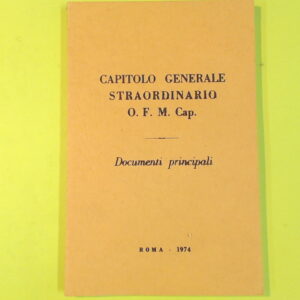 CAPITOLO GENERALE
STRAORDINARIO
O. F. M. Cap.
Documenti principali
ROMA - 1974